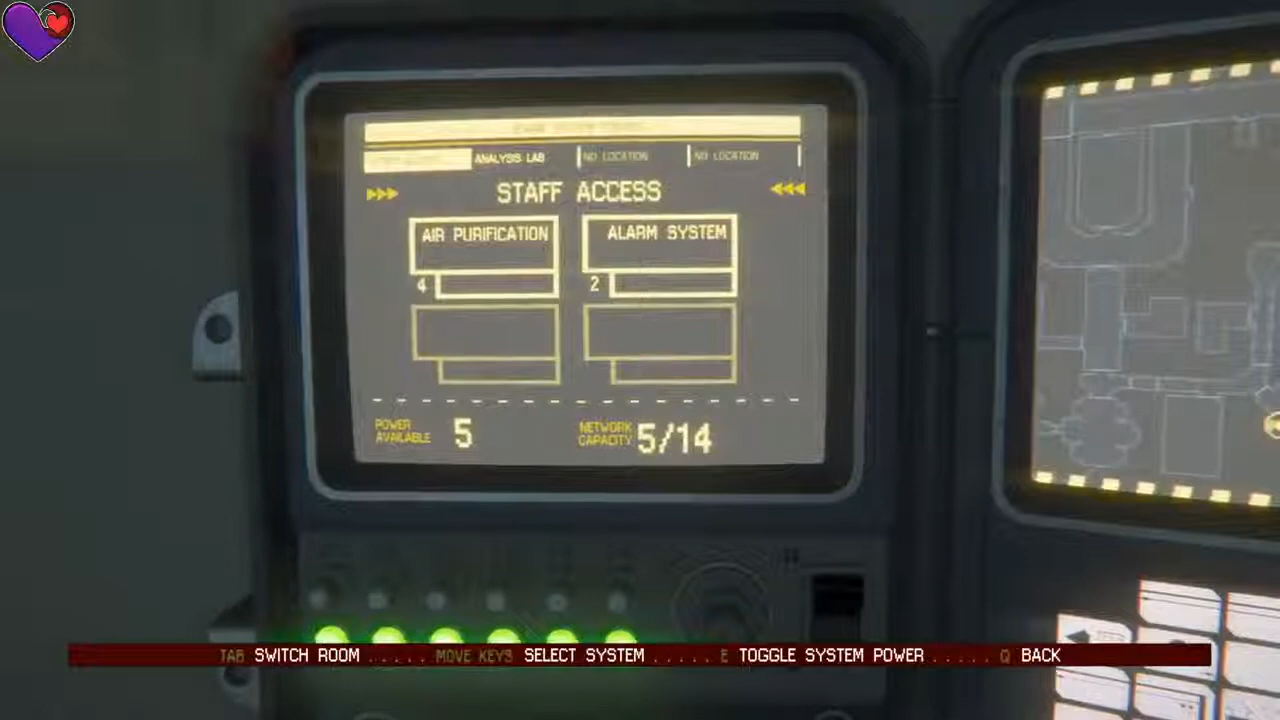 ANALYSIS LAB
NO LOCATION
NO LOCATION
STAFF ACCESS
AIR PURIFICATION
ALARM SYSTEM
4
2
POWER AVAILABLE
5
NETWORK CAPACITY
5/14
TAB SWITCH ROOM ..... MOVE KEYS SELECT SYSTEM ..... E TOGGLE SYSTEM POWER ..... Q BACK